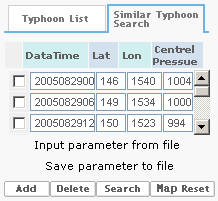 Typhoon List
Similar Typhoon
Search
DataTime Lat Lon Centrel
Pressue
2005082900 146 1540 1004
2005082906 149 1534 1000
2005082912 150 1523 994
Input parameter from file
Save parameter to file
Add Delete Search Map Reset